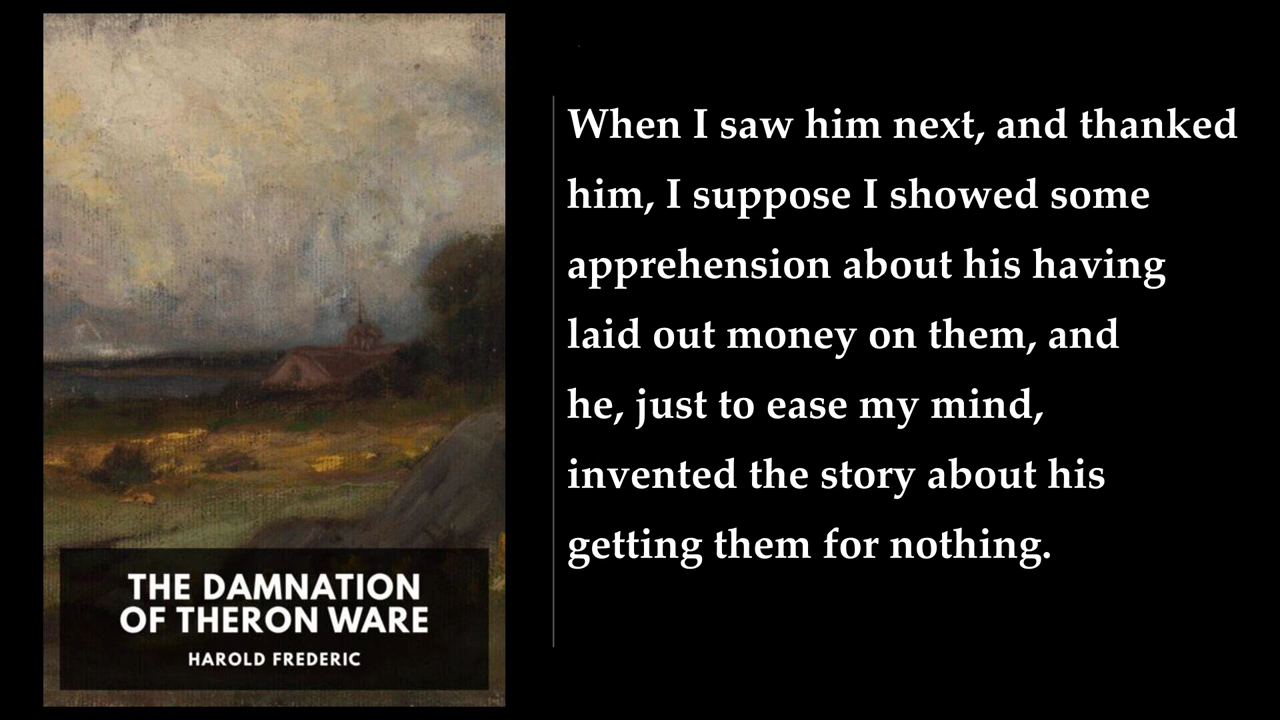 THE DAMNATION
OF THERON WARE
HAROLD FREDERIC
When I saw him next, and thanked
him, I suppose I showed some
apprehension about his having
laid out money on them, and
he, just to ease my mind,
invented the story about his
getting them for nothing.